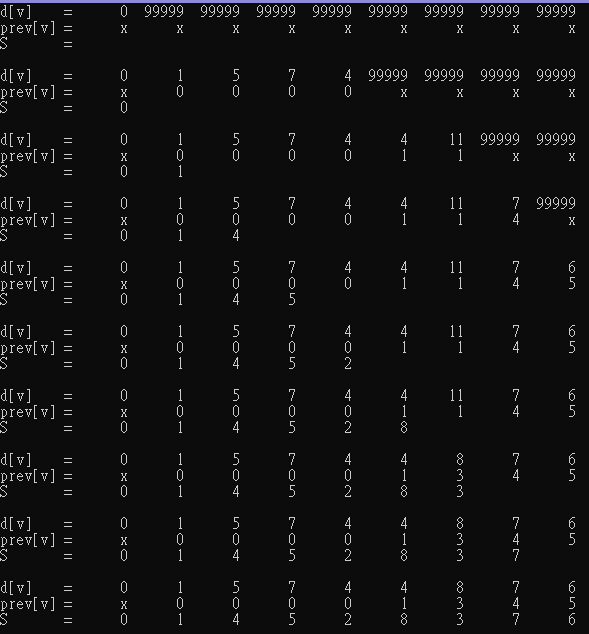 d[v] = 0 99999 99999 99999 99999 99999 99999 99999 99999
prev[v] = x x x x x x x x x
S =
d[v] = 0 1 5 7 4 99999 99999 99999 99999
prev[v] = x 0 0 0 0 x x x x
S = 0
d[v] = 0 1 5 7 4 4 11 99999 99999
prev[v] = x 0 0 0 0 1 1 x x
S = 0 1
d[v] = 0 1 5 7 4 4 11 7 99999
prev[v] = x 0 0 0 0 1 1 4 x
S = 0 1 4
d[v] = 0 1 5 7 4 4 11 7 6
prev[v] = x 0 0 0 0 1 1 4 5
S = 0 1 4 5
d[v] = 0 1 5 7 4 4 11 7 6
prev[v] = x 0 0 0 0 1 1 4 5
S = 0 1 4 5 2
d[v] = 0 1 5 7 4 4 11 7 6
prev[v] = x 0 0 0 0 1 1 4 5
S = 0 1 4 5 2 8
d[v] = 0 1 5 7 4 4 8 7 6
prev[v] = x 0 0 0 0 1 3 4 5
S = 0 1 4 5 2 8 3
d[v] = 0 1 5 7 4 4 8 7 6
prev[v] = x 0 0 0 0 1 3 4 5
S = 0 1 4 5 2 8 3 7
d[v] = 0 1 5 7 4 4 8 7 6
prev[v] = x 0 0 0 0 1 3 4 5
S = 0 1 4 5 2 8 3 7 6